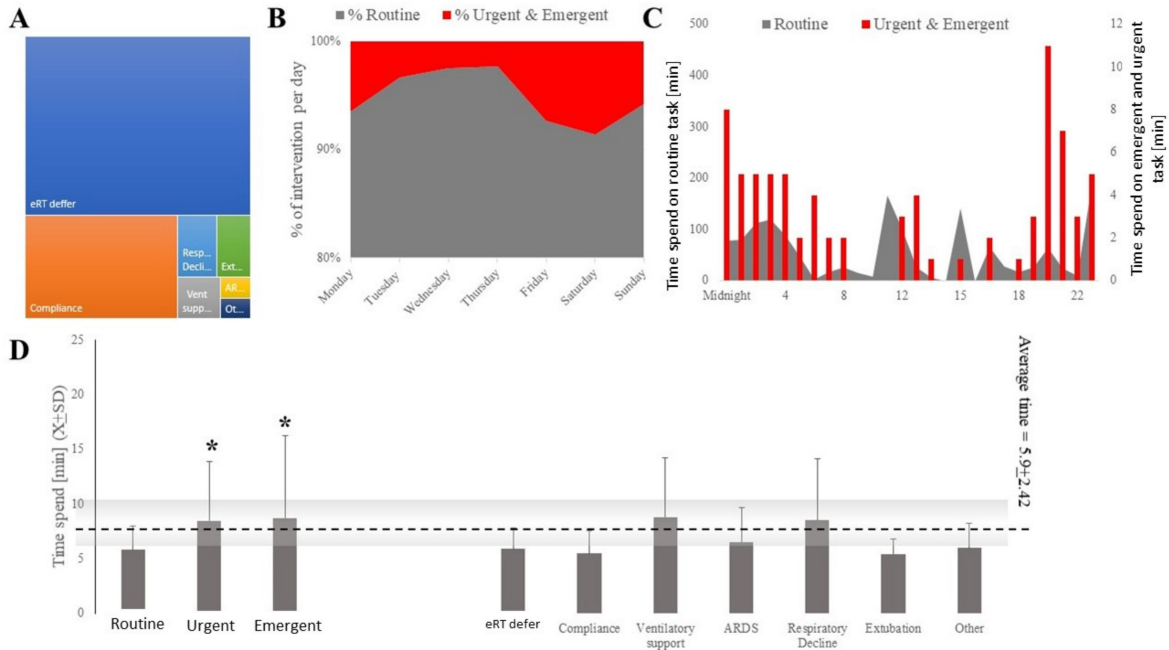 A
eRT deffer
Compliance
Resp...
Decli...
Ext...
Vent
supp...
AR...
Ot...
B
% Routine
% Urgent & Emergent
% of intervention per day
100%
90%
80%
Monday
Tuesday
Wednesday
Thursday
Friday
Saturday
Sunday
C
Routine
Urgent & Emergent
Time spend on routine task [min]
500
400
300
200
100
0
Midnight
4
8
12
15
18
22
12
10
8
6
4
2
0
Time spend on emergent and urgent
task [min]
D
Time spend [min] (X±SD)
25
20
15
10
5
0
*
*
Routine
Urgent
Emergent
eRT defer
Compliance
Ventilatory
support
ARDS
Respiratory
Decline
Extubation
Other
Average time = 5.9±2.42